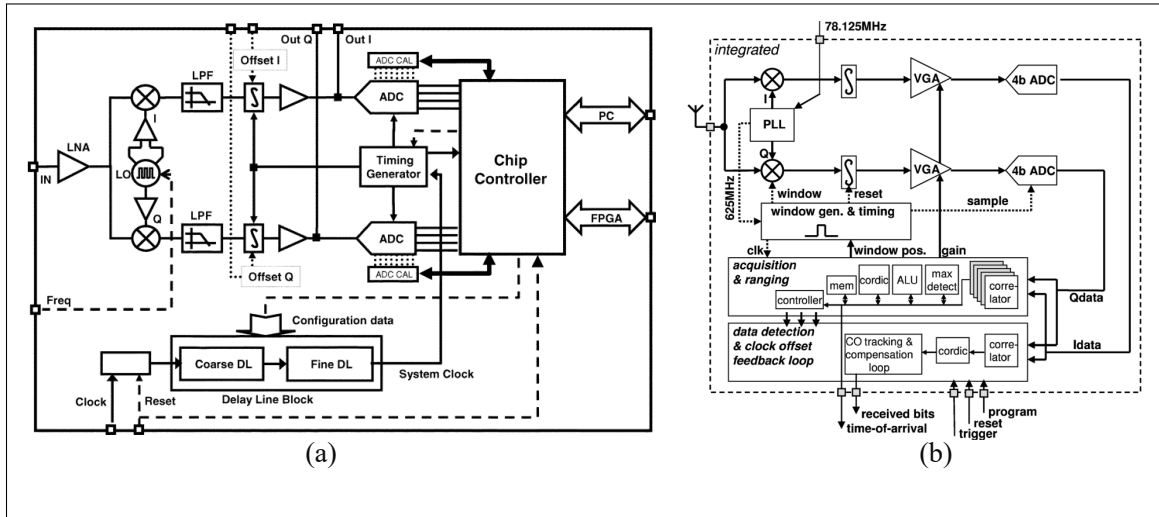 Out Q
Out I
Offset I
ADC CAL
LPF
ADC
LNA
IN
I
LO
Q
Timing
Generator
Chip
Controller
PC
FPGA
LPF
ADC
ADC CAL
Offset Q
Freq
Configuration data
Coarse DL
Fine DL
System Clock
Delay Line Block
Clock
Reset
(a)
78.125MHz
integrated
VGA
4b ADC
I
PLL
Q
VGA
4b ADC
625MHz
window
reset
sample
window gen. & timing
clk
window pos.
gain
acquisition
& ranging
mem
cordic
ALU
max
detect
corre-
lator
controller
Qdata
data detection
& clock offset
feedback loop
CO tracking &
compensation
loop
cordic
corre-
lator
Idata
received bits
time-of-arrival
program
reset
trigger
(b)